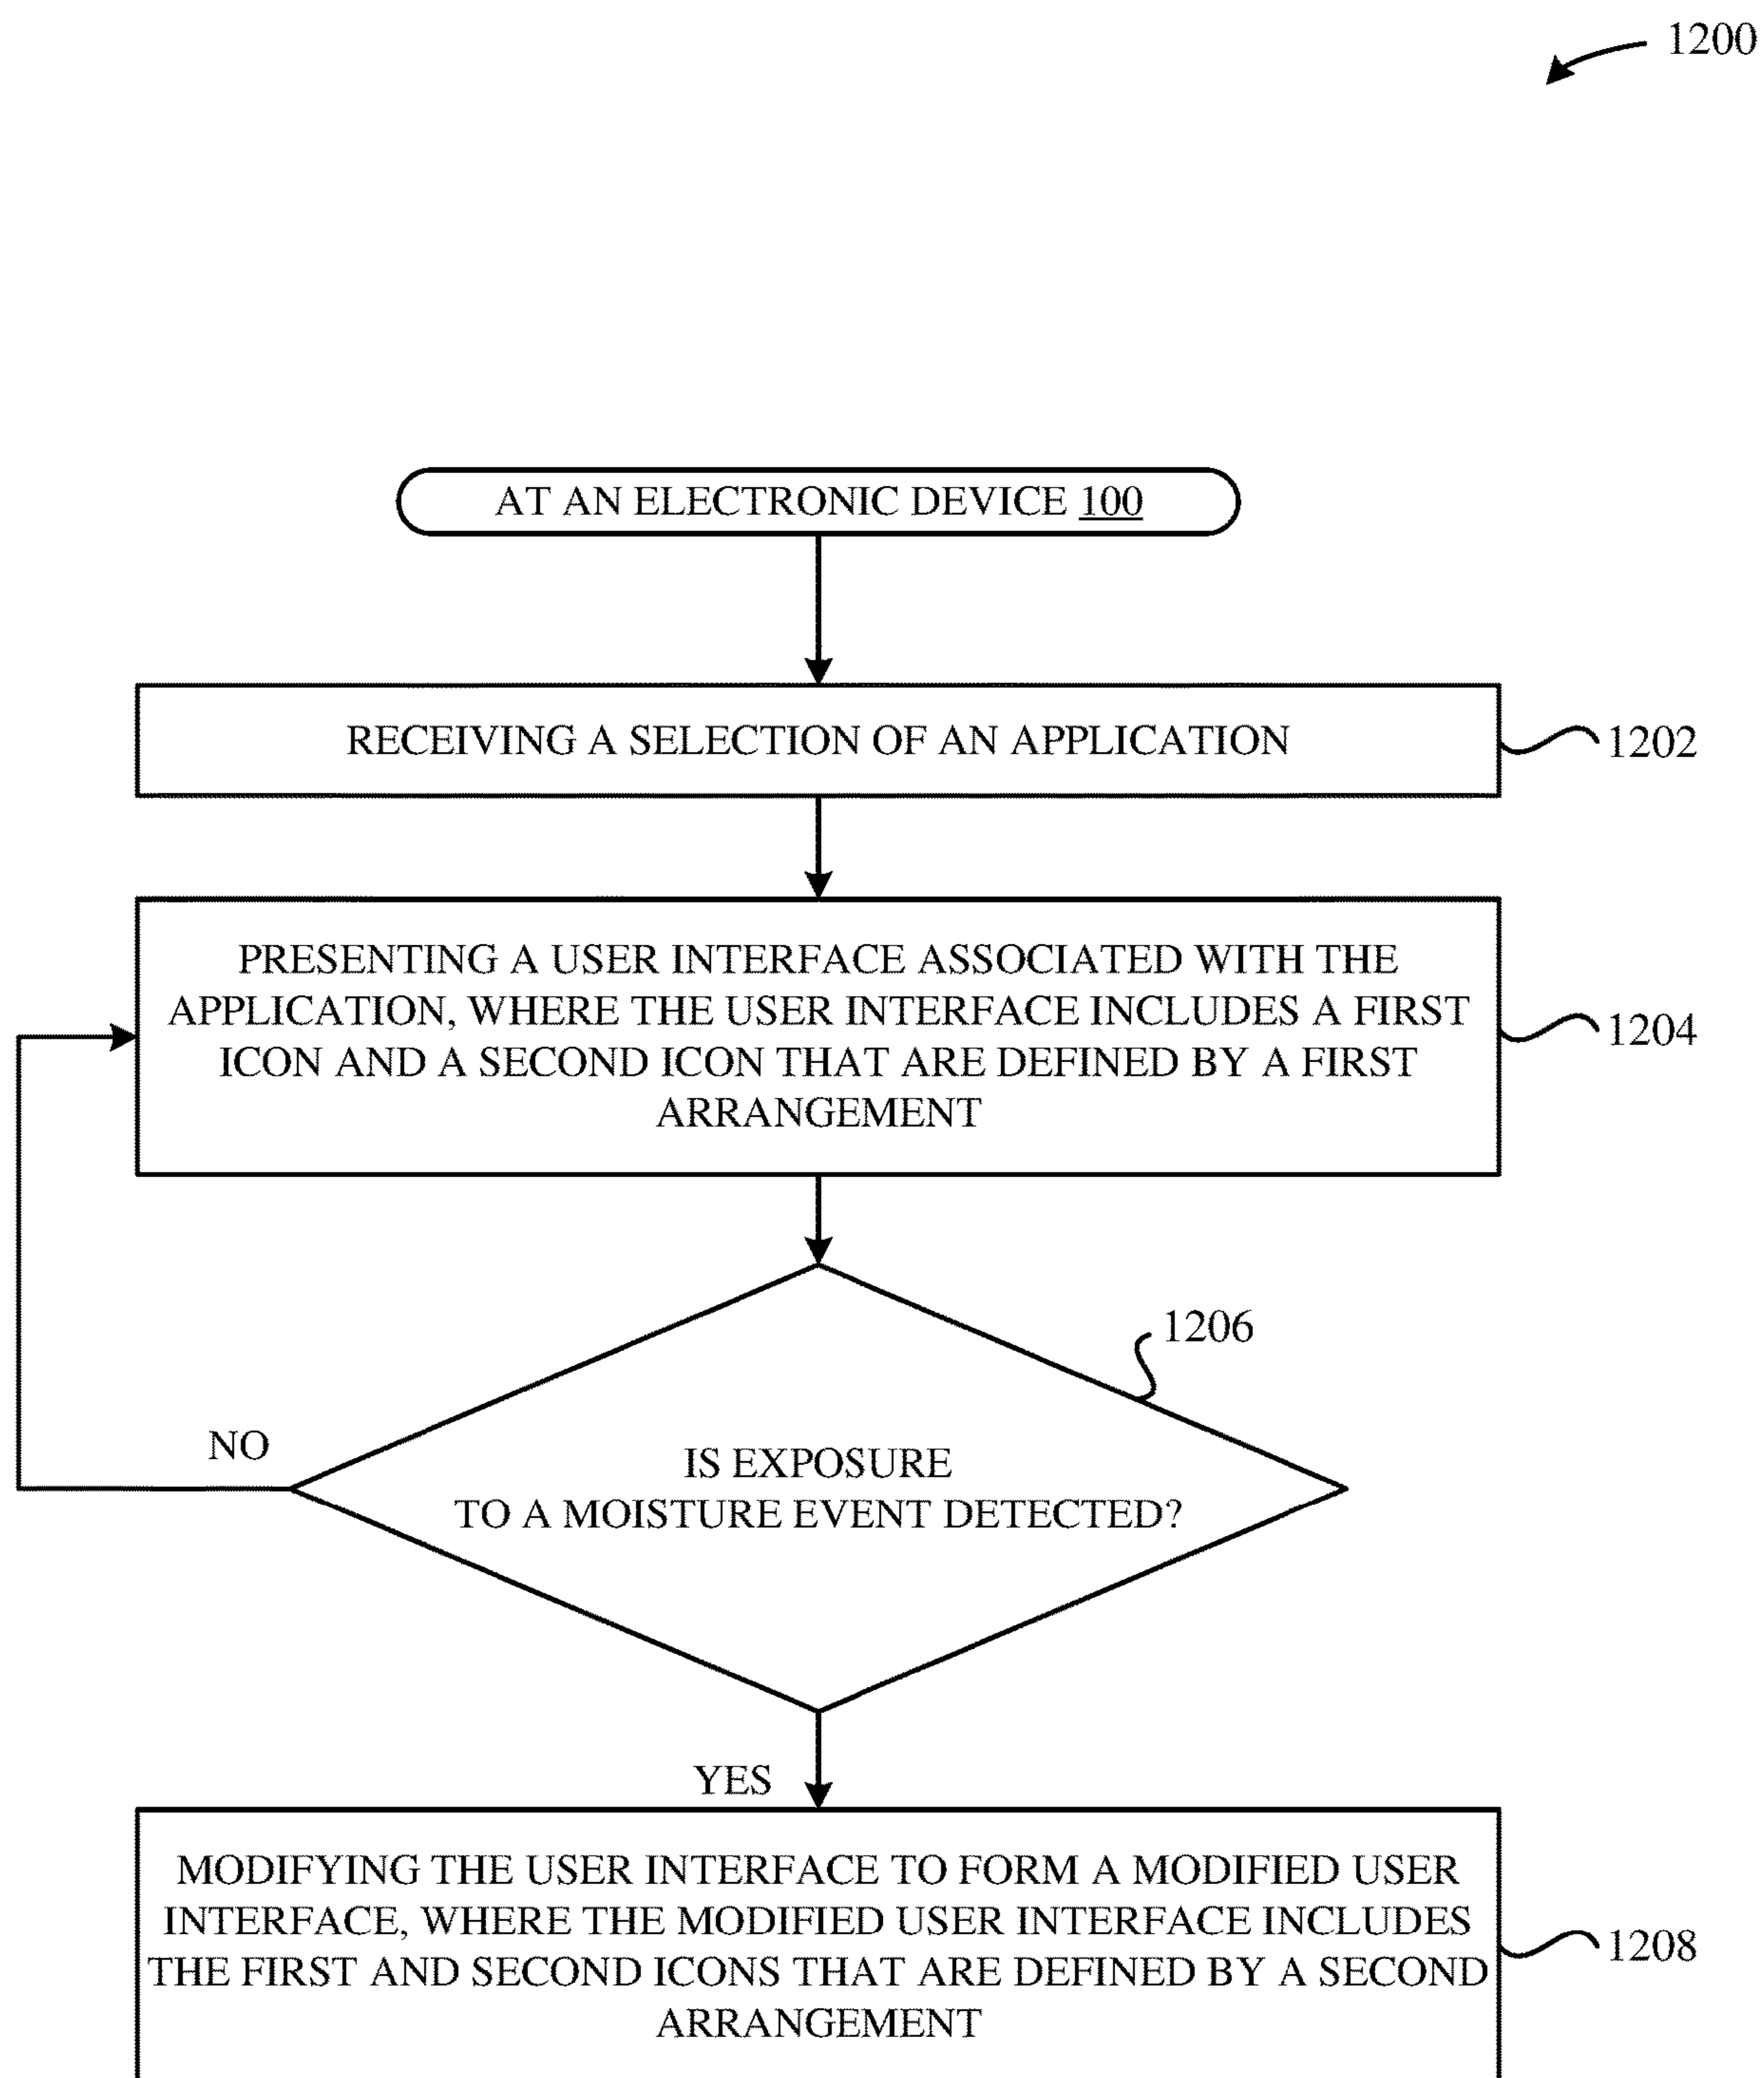 1200
AT AN ELECTRONIC DEVICE 100
RECEIVING A SELECTION OF AN APPLICATION
1202
PRESENTING A USER INTERFACE ASSOCIATED WITH THE
APPLICATION, WHERE THE USER INTERFACE INCLUDES A FIRST
ICON AND A SECOND ICON THAT ARE DEFINED BY A FIRST
ARRANGEMENT
1204
1206
IS EXPOSURE
TO A MOISTURE EVENT DETECTED?
NO
YES
MODIFYING THE USER INTERFACE TO FORM A MODIFIED USER
INTERFACE, WHERE THE MODIFIED USER INTERFACE INCLUDES
THE FIRST AND SECOND ICONS THAT ARE DEFINED BY A SECOND
ARRANGEMENT
1208